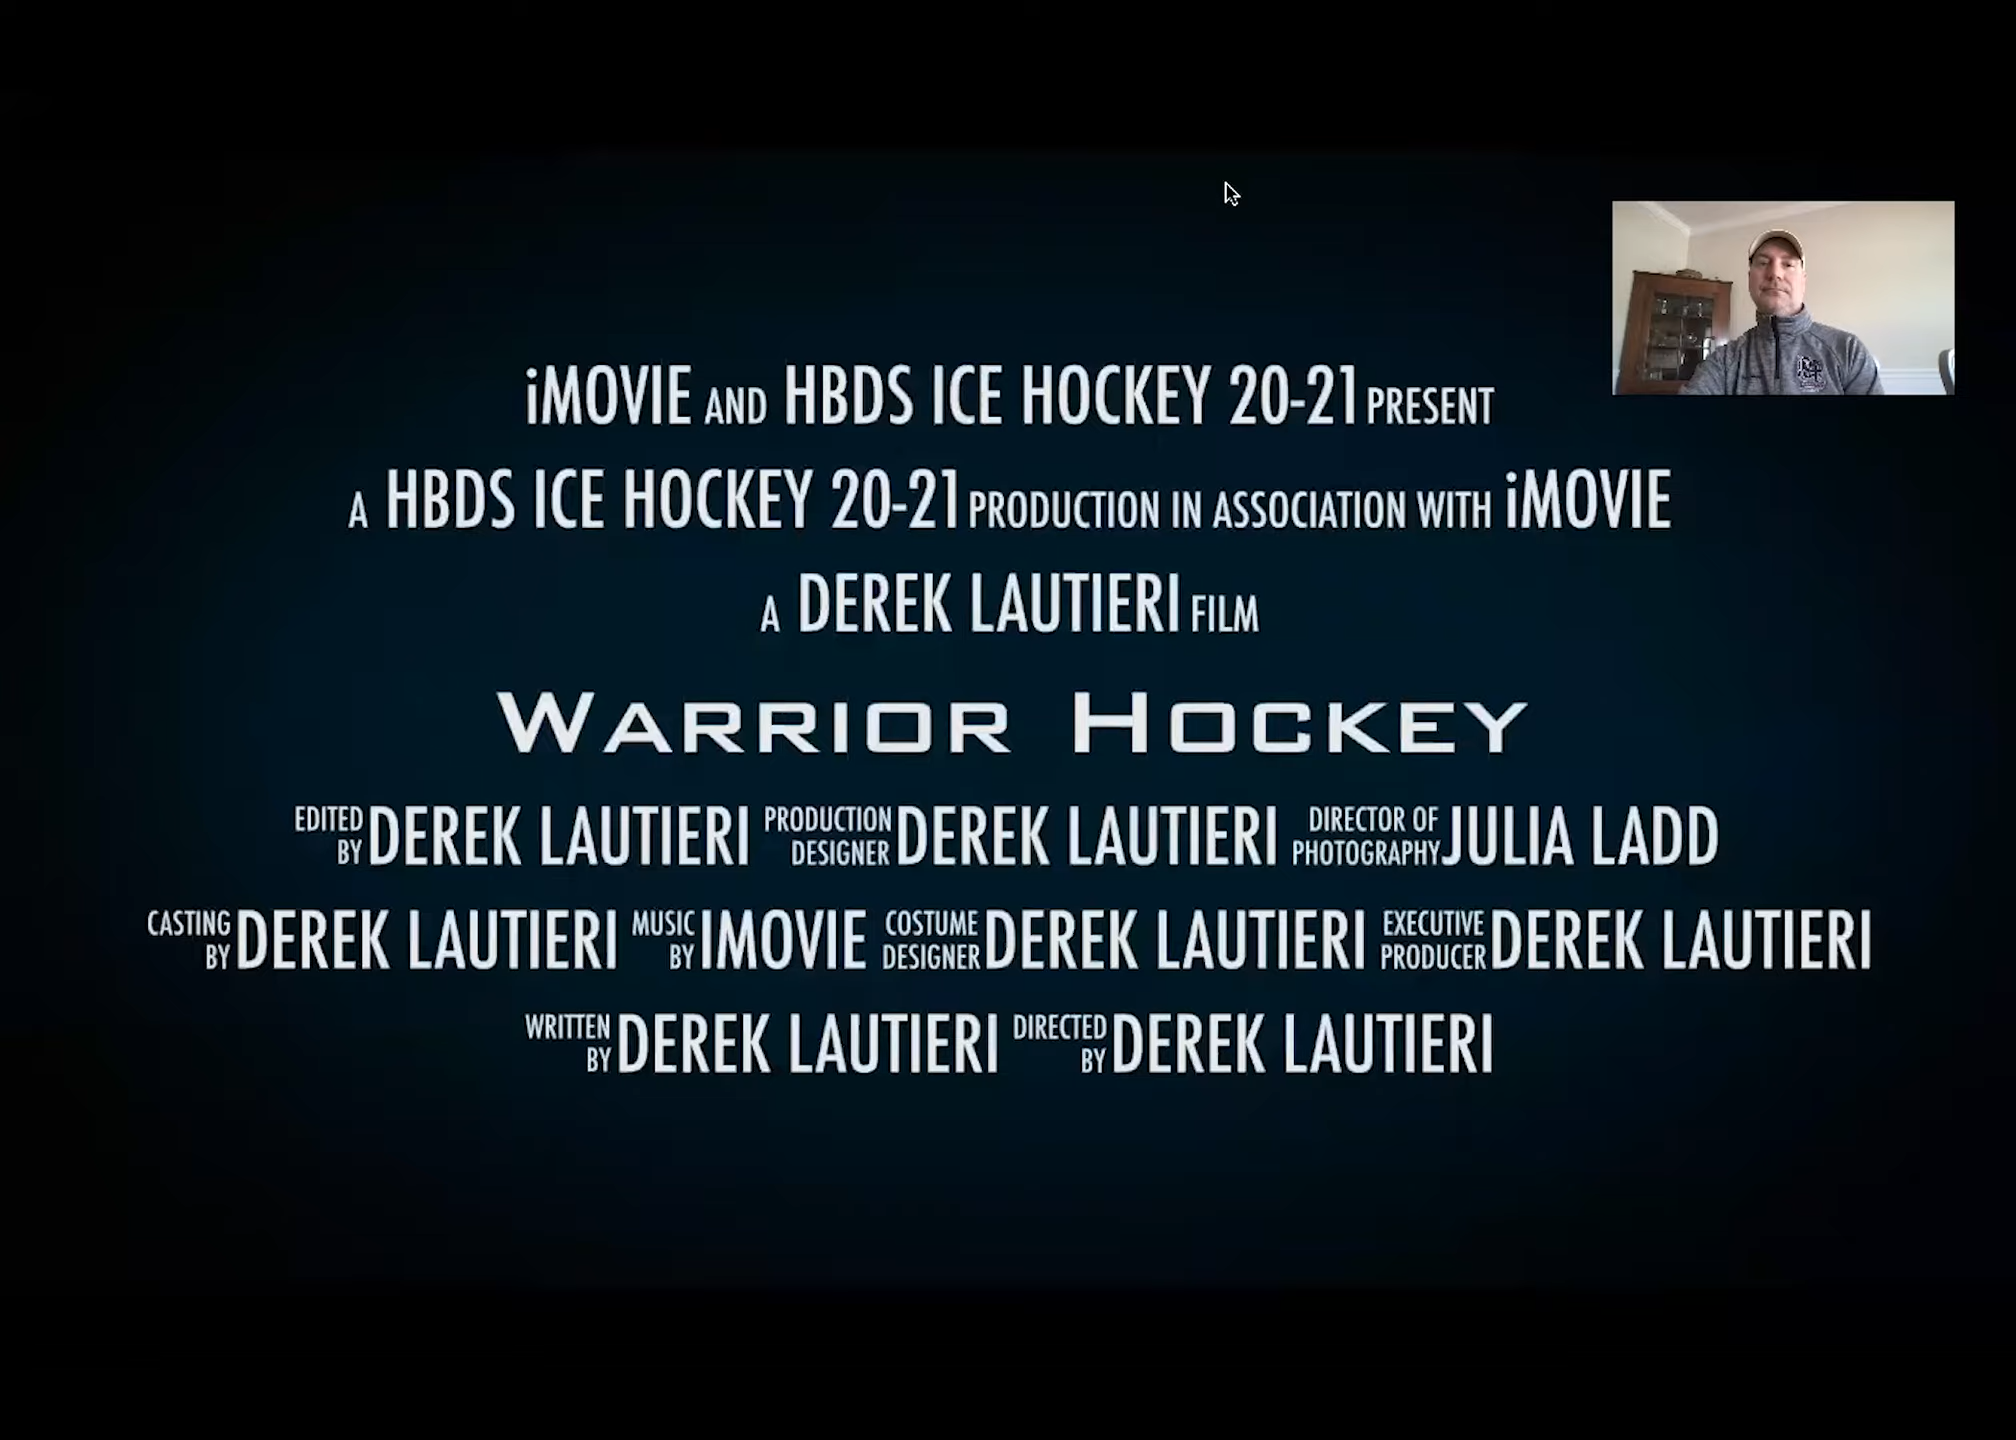 iMOVIE AND HBDS ICE HOCKEY 20-21 PRESENT
A HBDS ICE HOCKEY 20-21 PRODUCTION IN ASSOCIATION WITH iMOVIE
A DEREK LAUTIERI FILM
WARRIOR HOCKEY
EDITED BY DEREK LAUTIERI PRODUCTION DESIGNER DEREK LAUTIERI DIRECTOR OF PHOTOGRAPHY JULIA LADD
CASTING BY DEREK LAUTIERI MUSIC BY IMOVIE COSTUME DESIGNER DEREK LAUTIERI EXECUTIVE PRODUCER DEREK LAUTIERI
WRITTEN BY DEREK LAUTIERI DIRECTED BY DEREK LAUTIERI